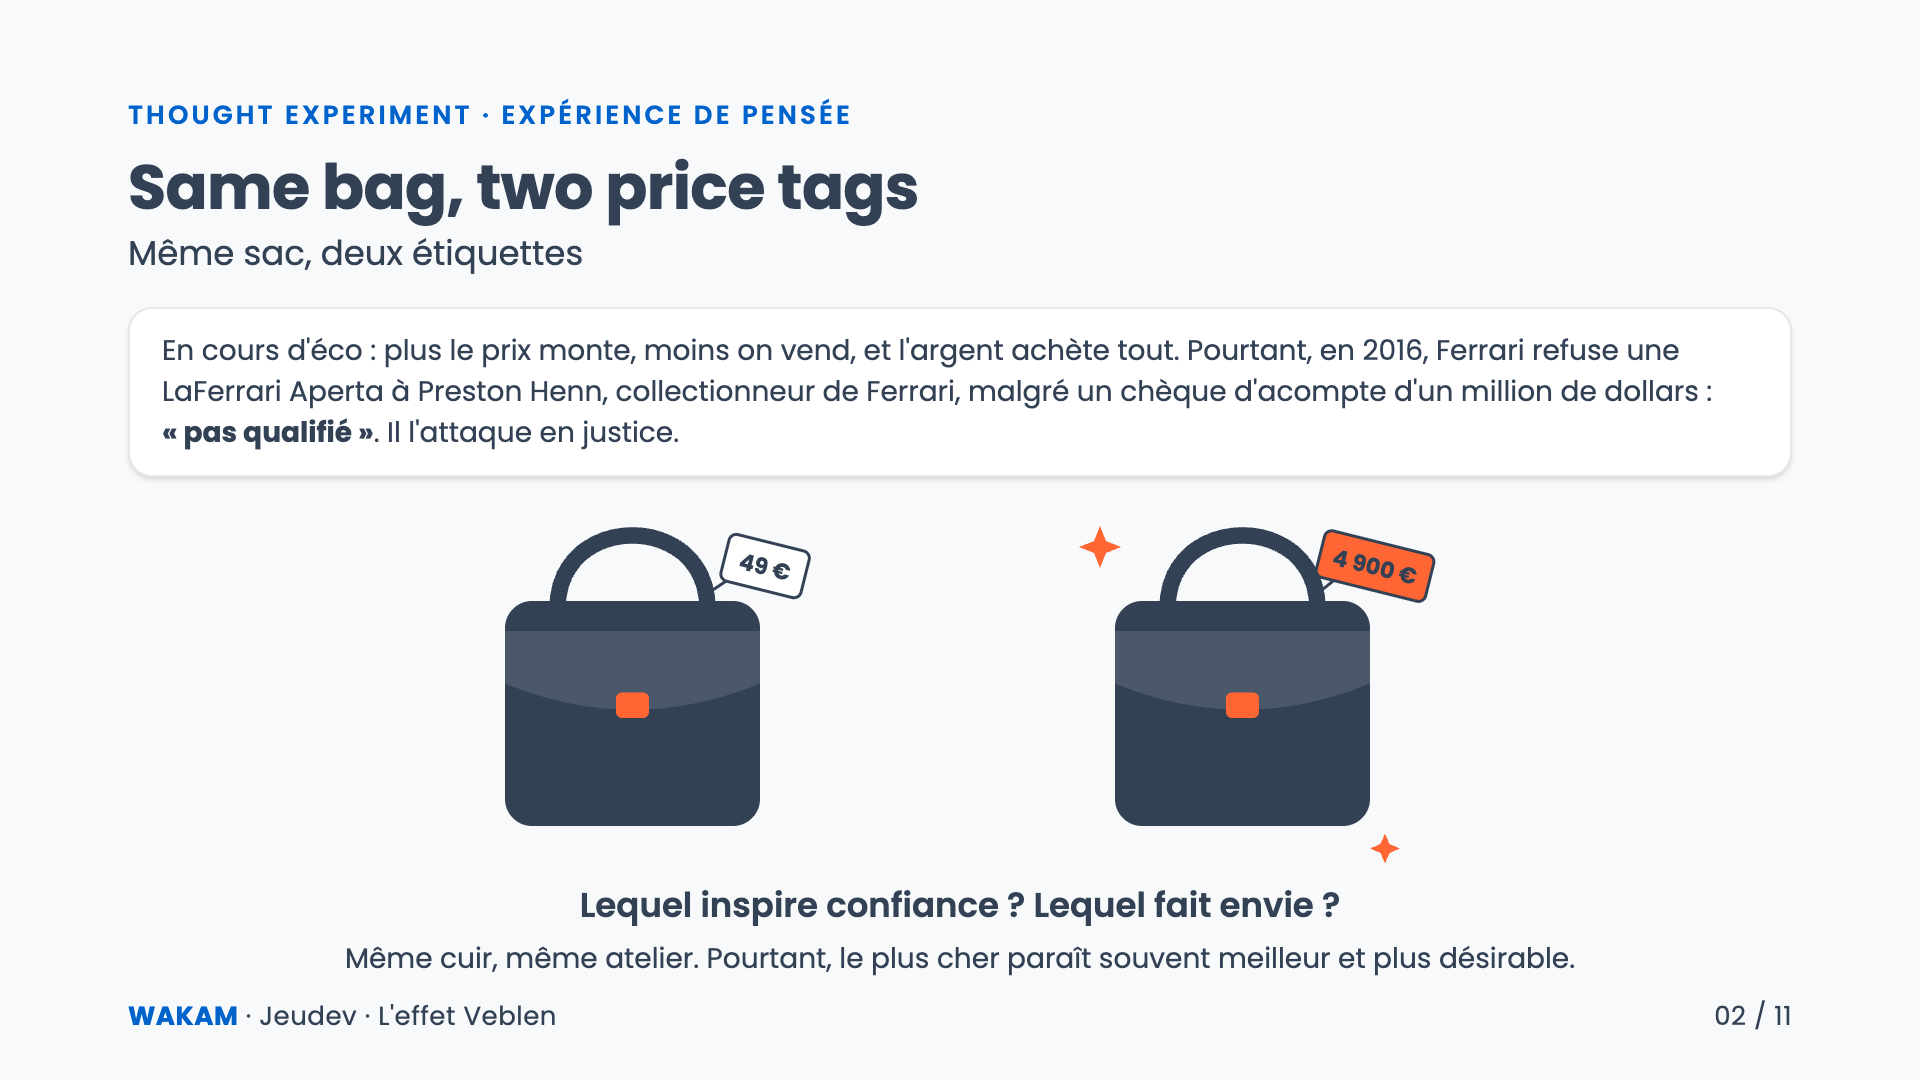 THOUGHT EXPERIMENT · EXPÉRIENCE DE PENSÉE
Same bag, two price tags
Même sac, deux étiquettes
En cours d'éco : plus le prix monte, moins on vend, et l'argent achète tout. Pourtant, en 2016, Ferrari refuse une
LaFerrari Aperta à Preston Henn, collectionneur de Ferrari, malgré un chèque d'acompte d'un million de dollars :
« pas qualifié ». Il l'attaque en justice.
49 €
4 900 €
Lequel inspire confiance ? Lequel fait envie ?
Même cuir, même atelier. Pourtant, le plus cher paraît souvent meilleur et plus désirable.
WAKAM · Jeudev · L'effet Veblen
02 / 11